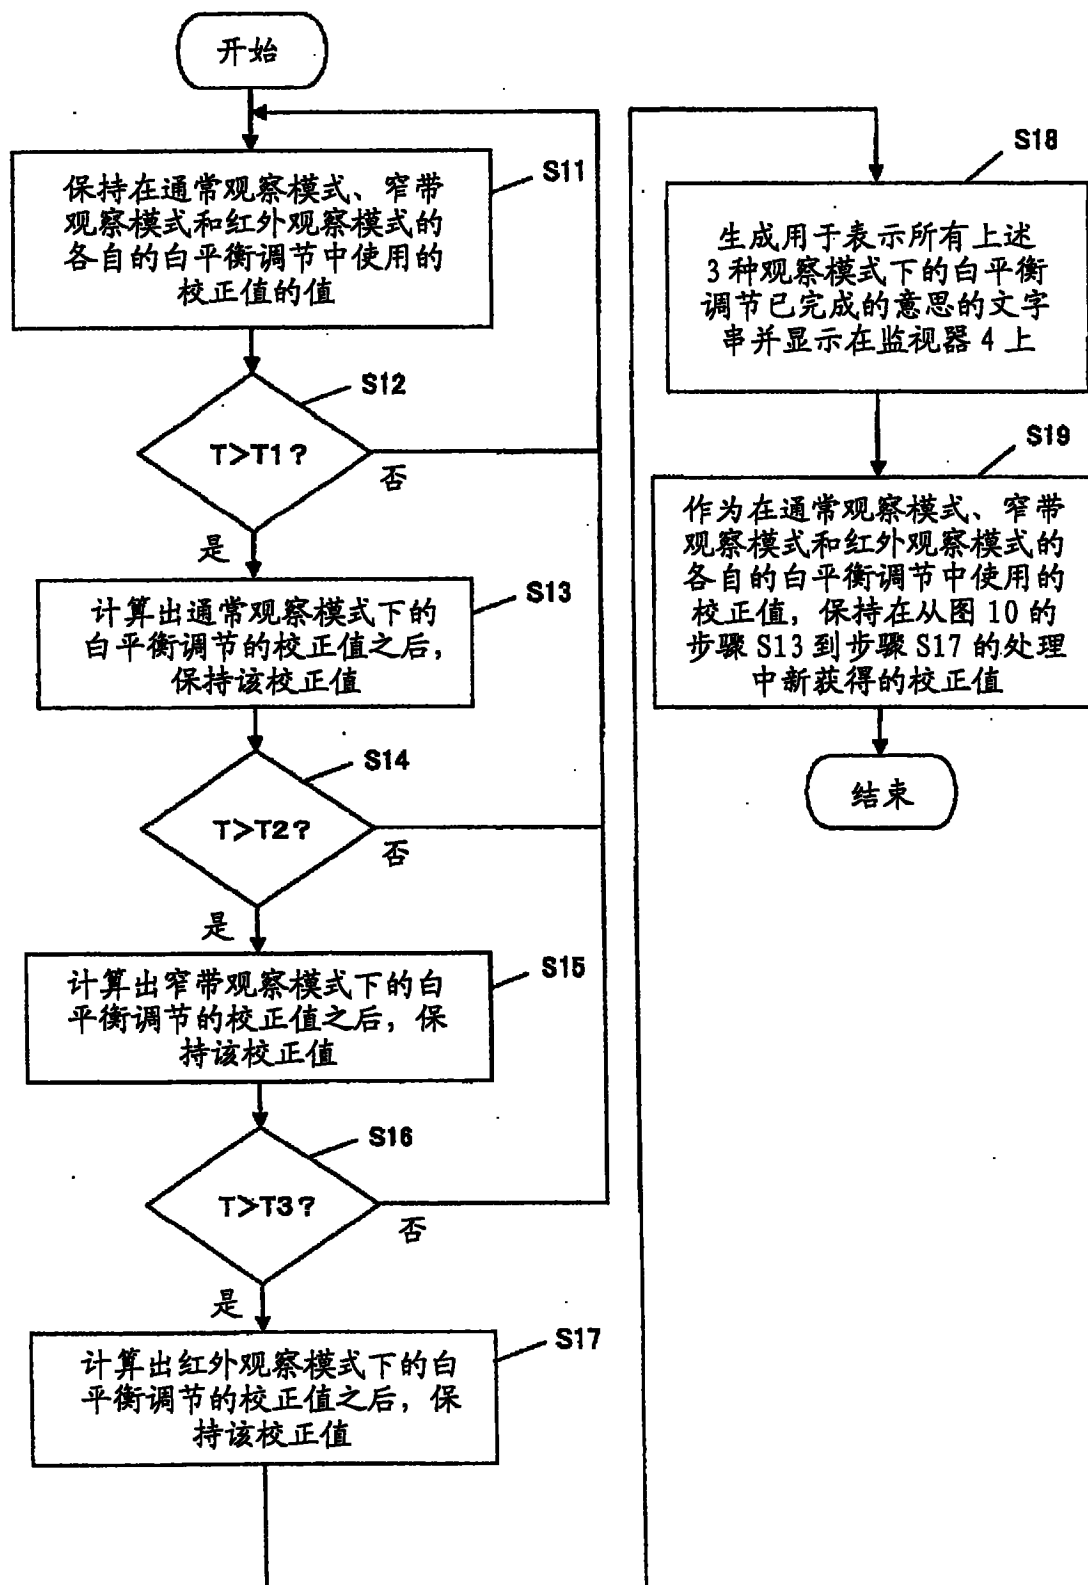 开始
S11
保持在通常观察模式、窄带
观察模式和红外观察模式的
各自的白平衡调节中使用的
校正值的值
S12
T>T1?
否
是
S13
计算出通常观察模式下的
白平衡调节的校正值之后，
保持该校正值
S14
T>T2?
否
是
S15
计算出窄带观察模式下的白
平衡调节的校正值之后，保
持该校正值
S16
T>T3?
否
是
S17
计算出红外观察模式下的白
平衡调节的校正值之后，保
持该校正值
S18
生成用于表示所有上述
3种观察模式下的白平衡
调节已完成的意思的文字
串并显示在监视器4上
S19
作为在通常观察模式、窄带
观察模式和红外观察模式的
各自的白平衡调节中使用的
校正值，保持在从图10的
步骤S13到步骤S17的处理
中新获得的校正值
结束